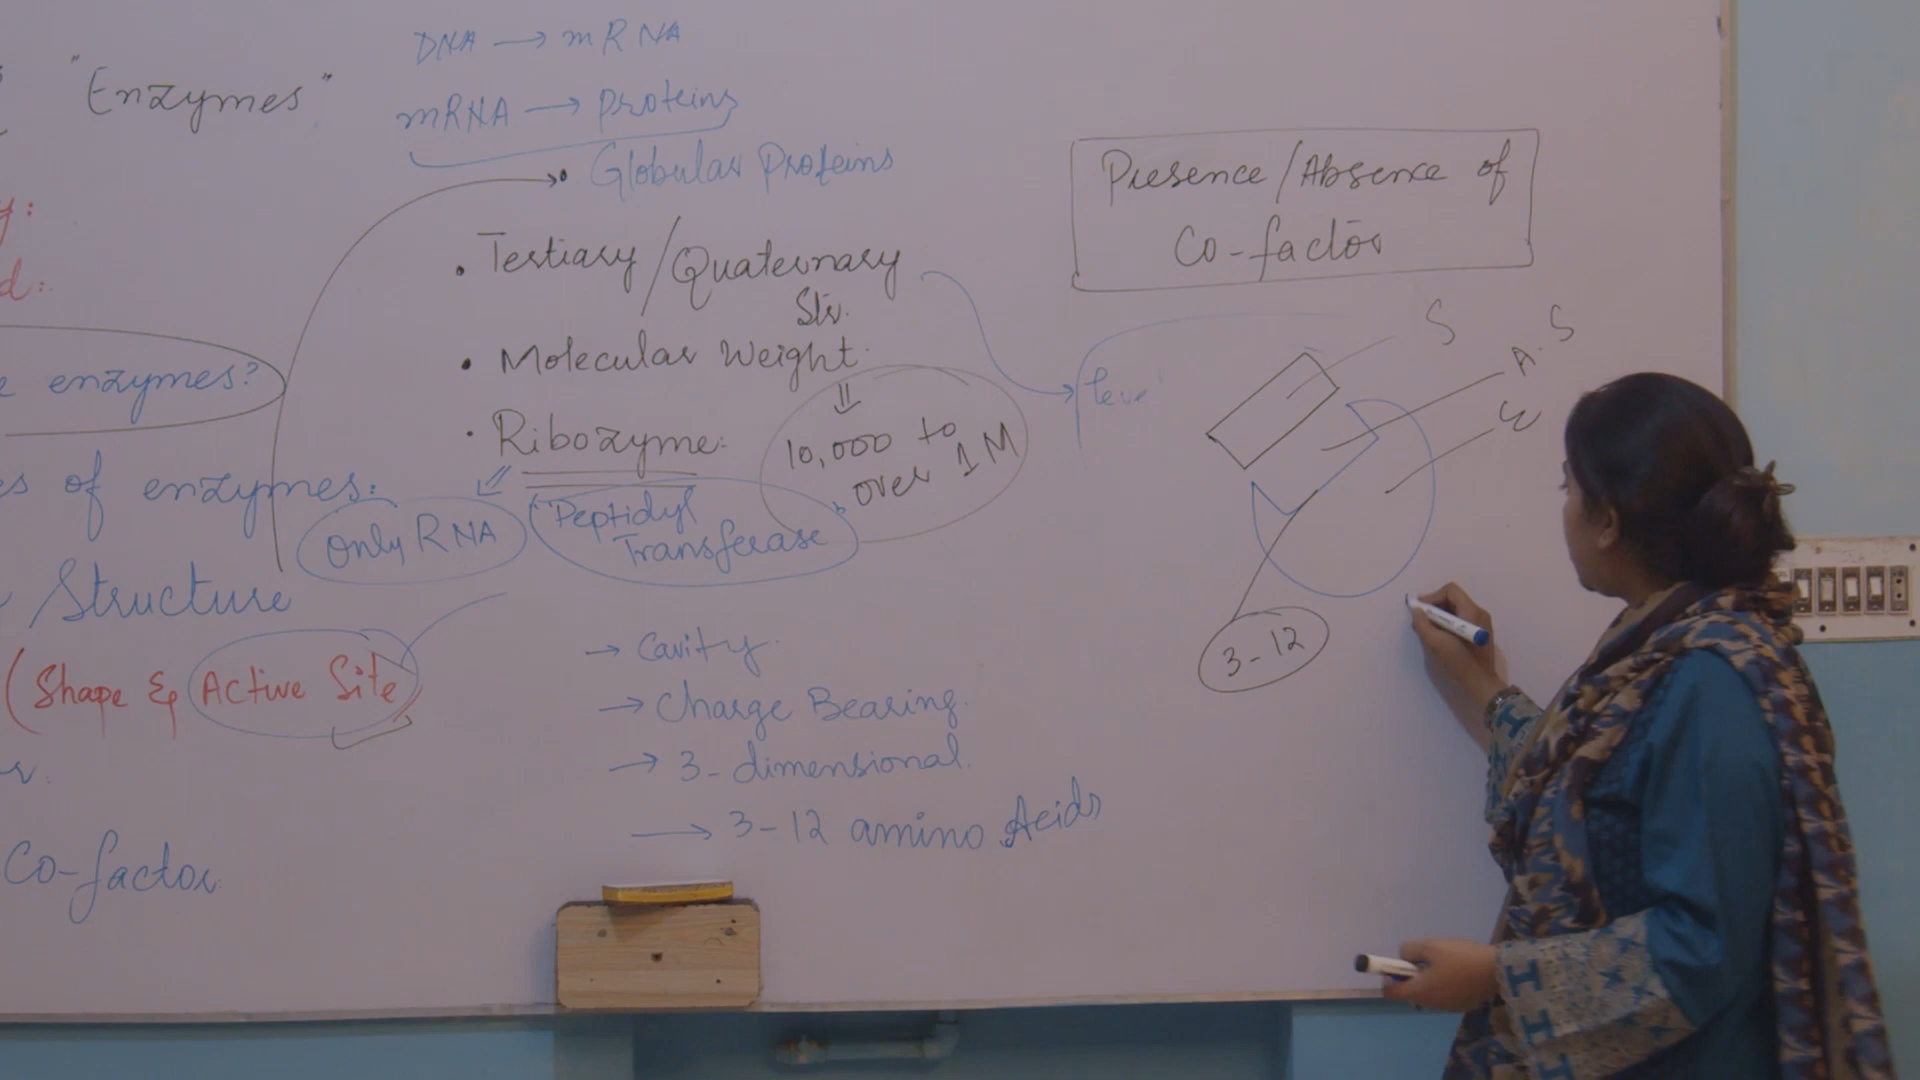 "Enzymes"
DNA → mRNA
mRNA → proteins
• Globular Proteins
• Tertiary/Quaternary
Str.
• Molecular Weight.
10,000 to
over 1M
• Ribozyme:
Only RNA
"Peptidyl
Transferase"
y:
d:
e enzymes?
es of enzymes:
Structure
(Shape & Active Site
r.
Co-factor
→ Cavity.
→ Charge Bearing.
→ 3-dimensional.
→ 3-12 amino Acids
Presence/Absence of
Co-factor
S
A.S
E
3-12